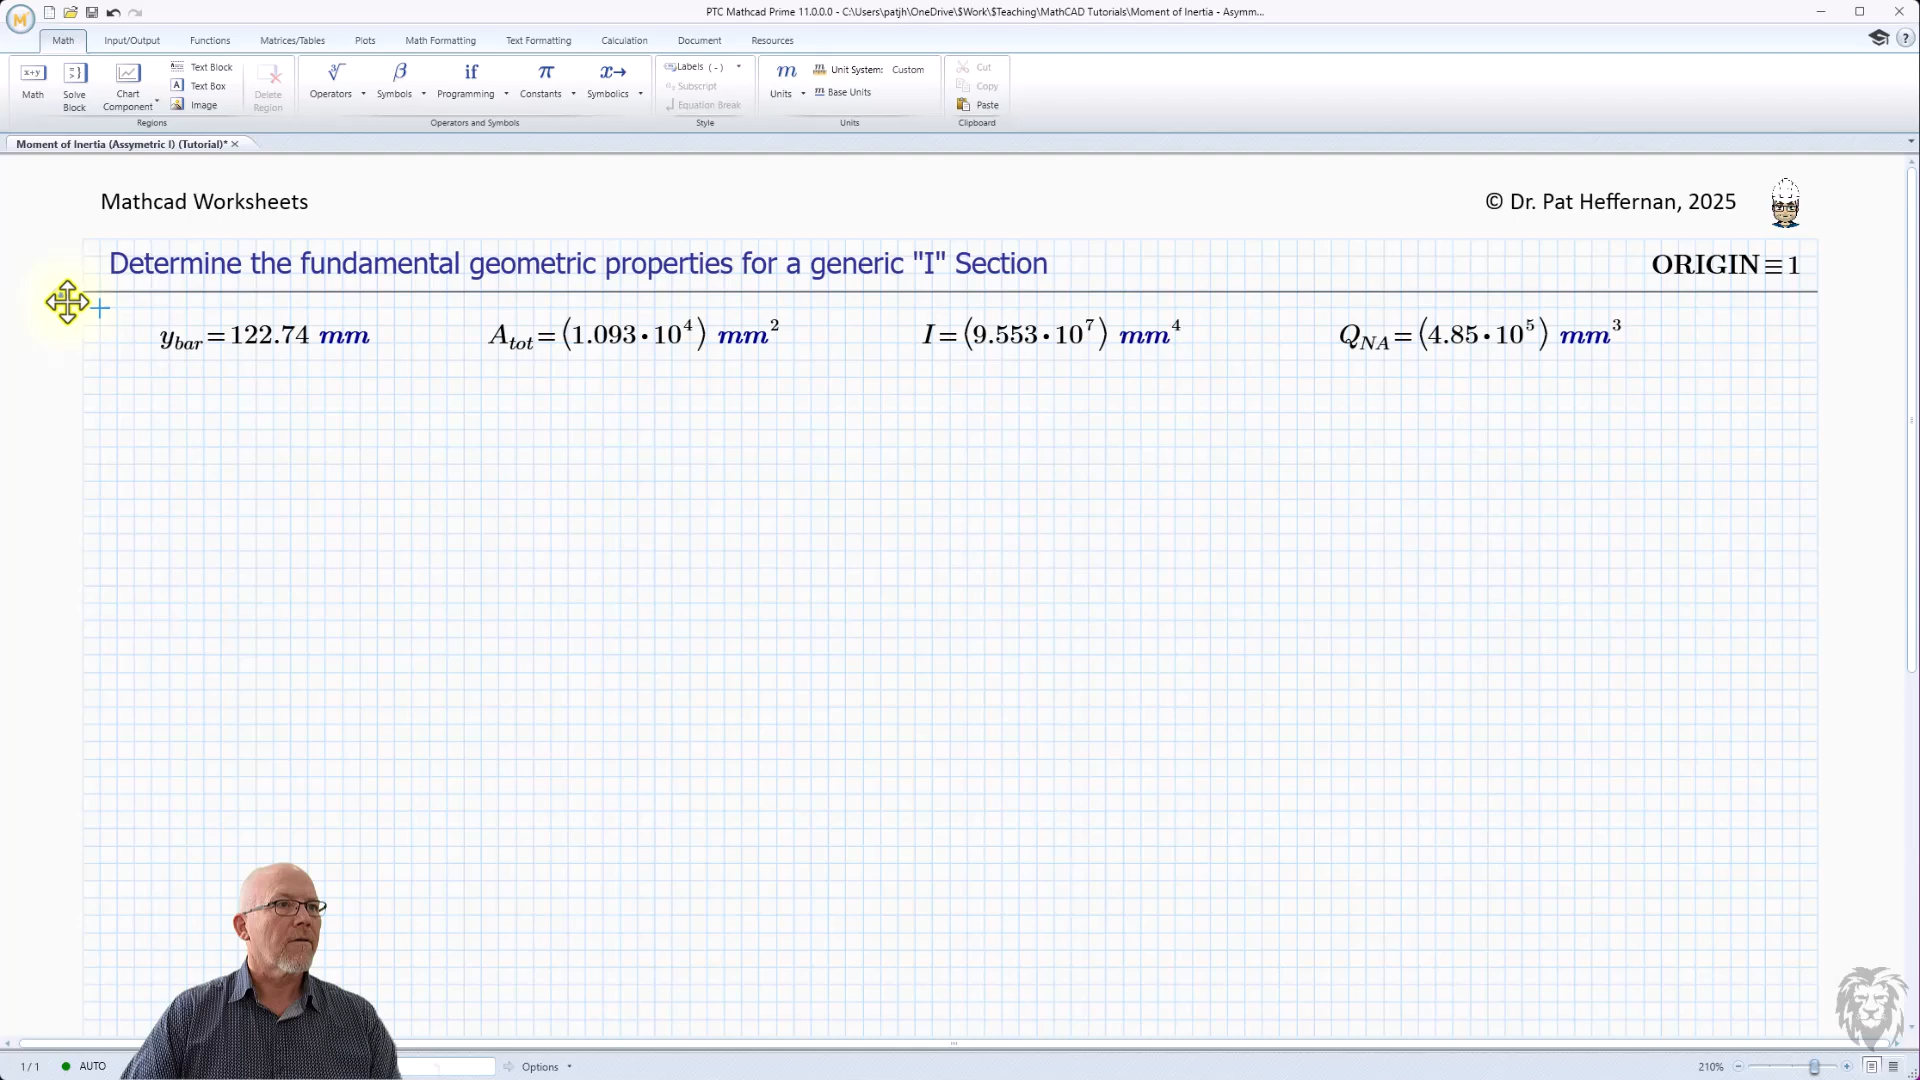 PTC Mathcad Prime 11.0.0.0 - C:\Users\patjh\OneDrive\$Work\$Teaching\MathCAD Tutorials\Moment of Inertia - Asymm...
Math Input/Output Functions Matrices/Tables Plots Math Formatting Text Formatting Calculation Document Resources
Math
Solve Block
Chart Component
Text Block
Text Box
Image
Delete Region
Regions
Operators
Symbols
Programming
Constants
Symbolics
Operators and Symbols
Labels (-)
Subscript
Equation Break
Style
Units
Unit System: Custom
Base Units
Units
Cut
Copy
Paste
Clipboard
Moment of Inertia (Assymetric I) (Tutorial)*
Mathcad Worksheets © Dr. Pat Heffernan, 2025
Determine the fundamental geometric properties for a generic "I" Section ORIGIN≡1
y_bar=122.74 mm A_tot=(1.093·10^4) mm^2 I=(9.553·10^7) mm^4 Q_NA=(4.85·10^5) mm^3
1 / 1 AUTO Options 210%